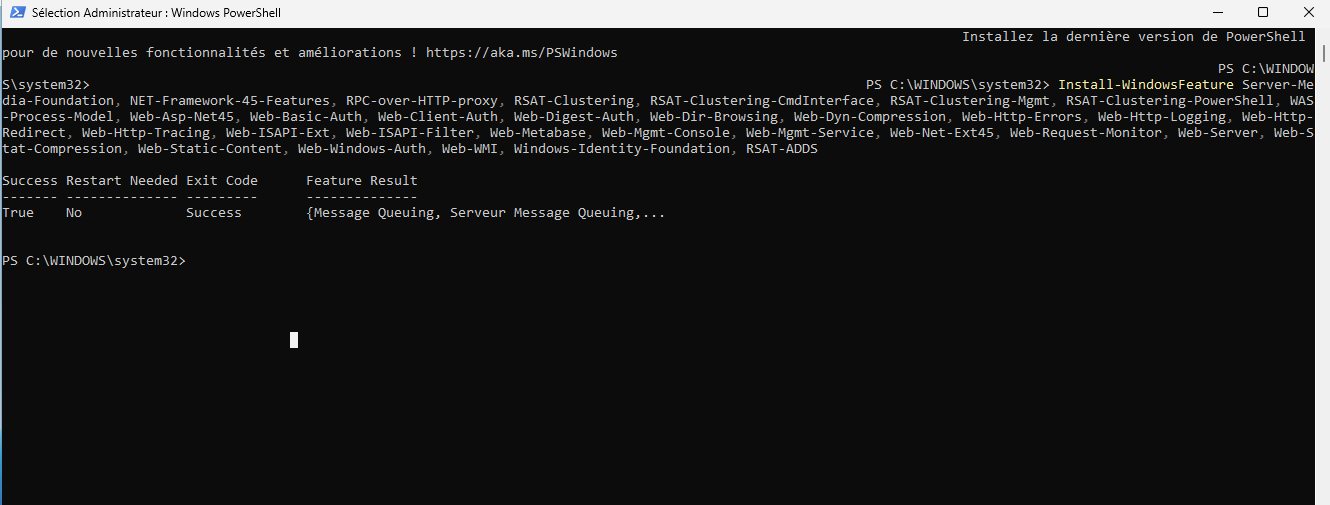 Sélection Administrateur : Windows PowerShell
Installez la dernière version de PowerShell
pour de nouvelles fonctionnalités et améliorations ! https://aka.ms/PSWindows
PS C:\WINDOW
S\system32> PS C:\WINDOWS\system32> Install-WindowsFeature Server-Me
dia-Foundation, NET-Framework-45-Features, RPC-over-HTTP-proxy, RSAT-Clustering, RSAT-Clustering-CmdInterface, RSAT-Clustering-Mgmt, RSAT-Clustering-PowerShell, WAS
-Process-Model, Web-Asp-Net45, Web-Basic-Auth, Web-Client-Auth, Web-Digest-Auth, Web-Dir-Browsing, Web-Dyn-Compression, Web-Http-Errors, Web-Http-Logging, Web-Http-
Redirect, Web-Http-Tracing, Web-ISAPI-Ext, Web-ISAPI-Filter, Web-Metabase, Web-Mgmt-Console, Web-Mgmt-Service, Web-Net-Ext45, Web-Request-Monitor, Web-Server, Web-S
tat-Compression, Web-Static-Content, Web-Windows-Auth, Web-WMI, Windows-Identity-Foundation, RSAT-ADDS
Success Restart Needed Exit Code Feature Result
------- -------------- --------- --------------
True No Success {Message Queuing, Serveur Message Queuing,...
PS C:\WINDOWS\system32>